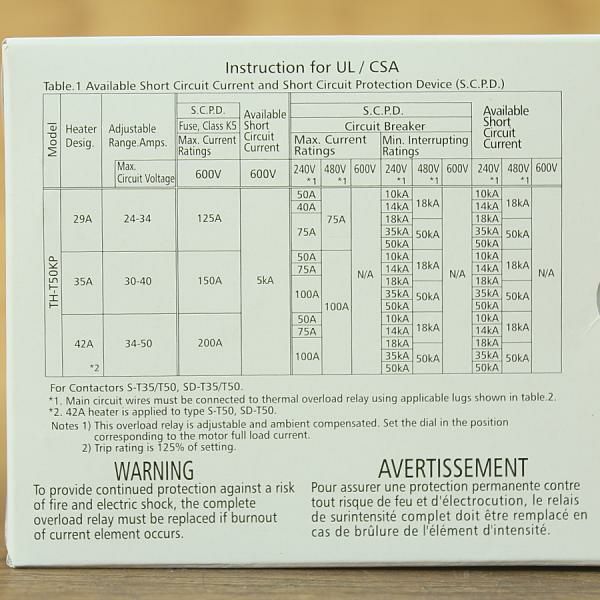 Instruction for UL / CSA
Table.1 Available Short Circuit Current and Short Circuit Protection Device (S.C.P.D.)
Model
Heater Desig.
Adjustable Range.Amps.
S.C.P.D.
Fuse, Class K5
Max. Current Ratings
Available Short Circuit Current
S.C.P.D.
Circuit Breaker
Max. Current Ratings
Min. Interrupting Ratings
Available Short Circuit Current
Max. Circuit Voltage
600V
600V
240V
480V *1
600V
240V *1
480V *1
600V
240V *1
480V *1
600V
TH-T50KP
29A
24-34
125A
5kA
50A
40A
75A
75A
N/A
10kA
14kA
18kA
35kA
50kA
18kA
50kA
N/A
10kA
14kA
18kA
35kA
50kA
18kA
50kA
N/A
35A
30-40
150A
50A
75A
100A
100A
10kA
14kA
18kA
35kA
50kA
18kA
50kA
10kA
14kA
18kA
35kA
50kA
18kA
50kA
42A
*2
34-50
200A
50A
75A
100A
10kA
14kA
18kA
35kA
50kA
18kA
50kA
10kA
14kA
18kA
35kA
50kA
18kA
50kA
For Contactors S-T35/T50, SD-T35/T50.
*1. Main circuit wires must be connected to thermal overload relay using applicable lugs shown in table.2.
*2. 42A heater is applied to type S-T50, SD-T50.
Notes 1) This overload relay is adjustable and ambient compensated. Set the dial in the position
corresponding to the motor full load current.
2) Trip rating is 125% of setting.
WARNING
To provide continued protection against a risk
of fire and electric shock, the complete
overload relay must be replaced if burnout
of current element occurs.
AVERTISSEMENT
Pour assurer une protection permanente contre
tout risque de feu et d'électrocution, le relais
de surintensité complet doit être remplacé en
cas de brûlure de l'élément d'intensité.